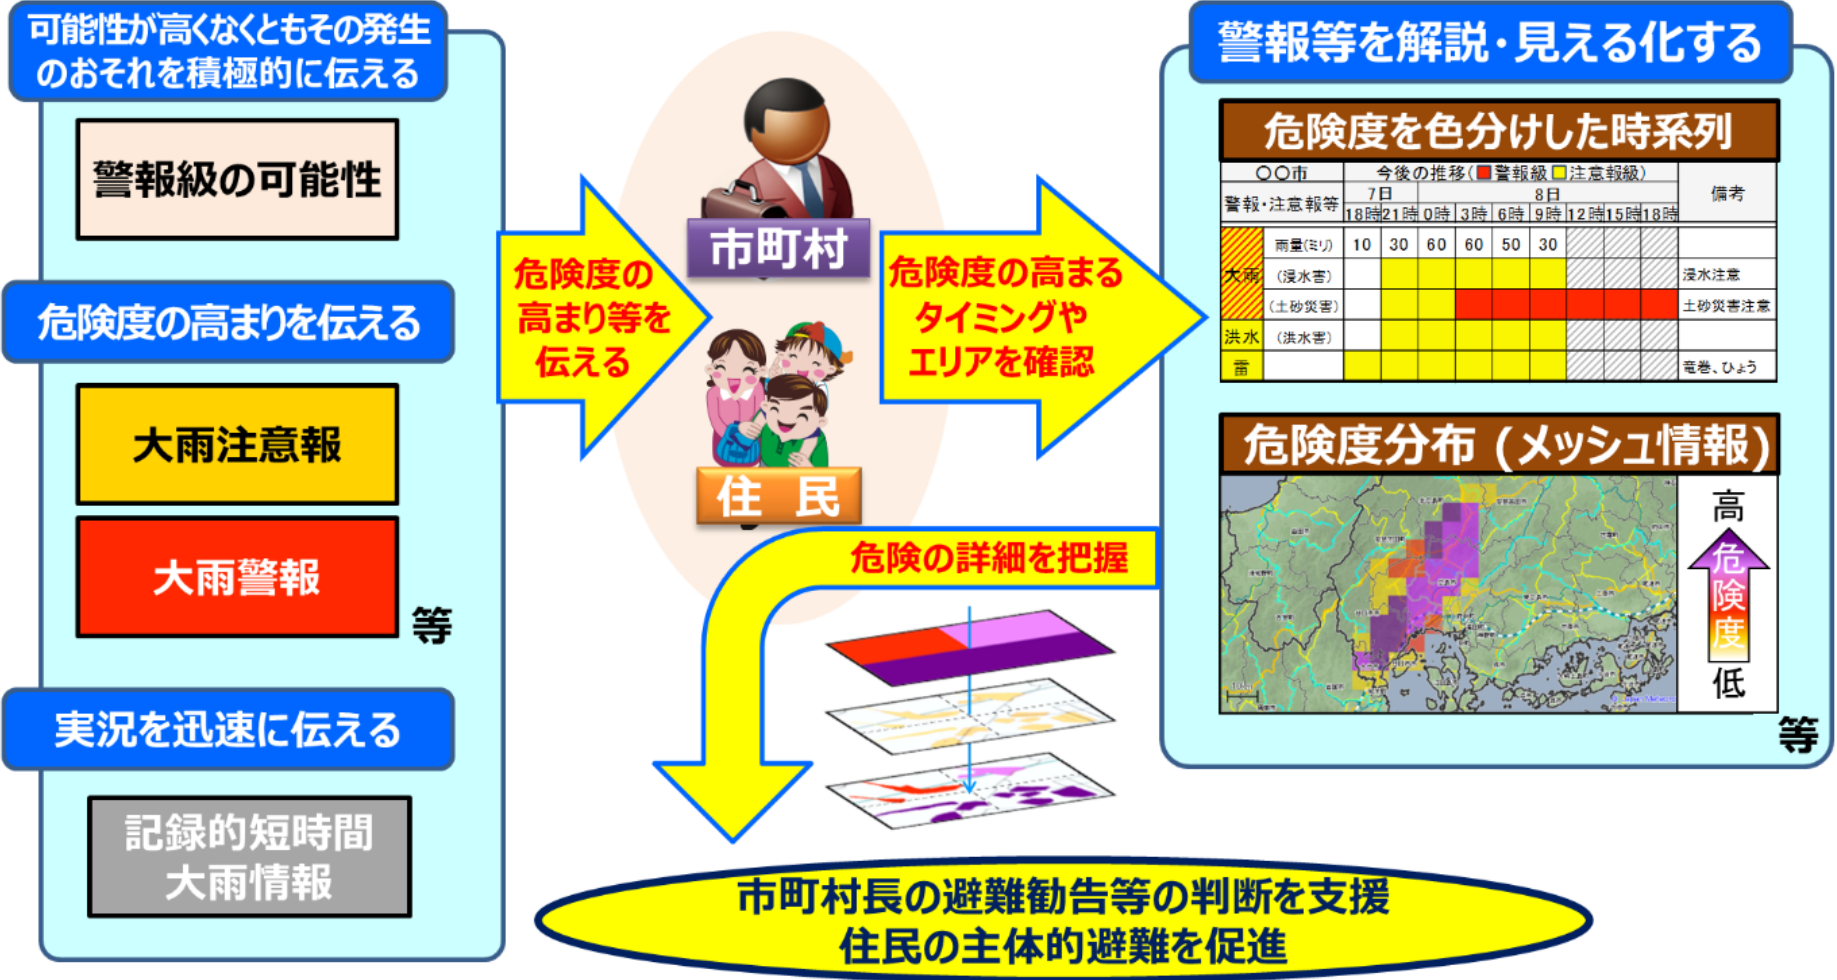 可能性が高くなくともその発生
のおそれを積極的に伝える
警報級の可能性
危険度の高まりを伝える
大雨注意報
大雨警報
等
実況を迅速に伝える
記録的短時間
大雨情報
危険度の
高まり等を
伝える
市町村
住 民
危険度の高まる
タイミングや
エリアを確認
警報等を解説・見える化する
危険度を色分けした時系列
〇〇市
今後の推移(■警報級□注意報級)
備考
警報・注意報等
7日 8日
18時 21時 0時 3時 6時 9時 12時 15時 18時
大雨
雨量(ミリ) 10 30 60 60 50 30
(浸水害) 浸水注意
(土砂災害) 土砂災害注意
洪水 (洪水害)
雷 竜巻、ひょう
危険度分布 (メッシュ情報)
高
危険度
低
等
危険の詳細を把握
市町村長の避難勧告等の判断を支援
住民の主体的避難を促進